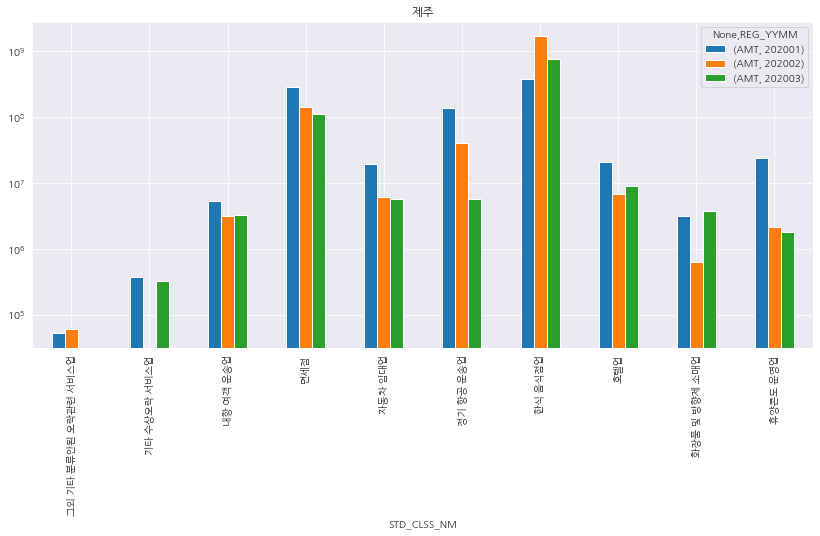 제주
None,REG_YYMM
(AMT, 202001)
(AMT, 202002)
(AMT, 202003)
10⁹
10⁸
10⁷
10⁶
10⁵
그외 기타 분류안된 오락관련 서비스업
기타 수상오락 서비스업
내항 여객 운송업
면세점
자동차 임대업
정기 항공 운송업
한식 음식점업
호텔업
화장품 및 방향제 소매업
휴양콘도 운영업
STD_CLSS_NM